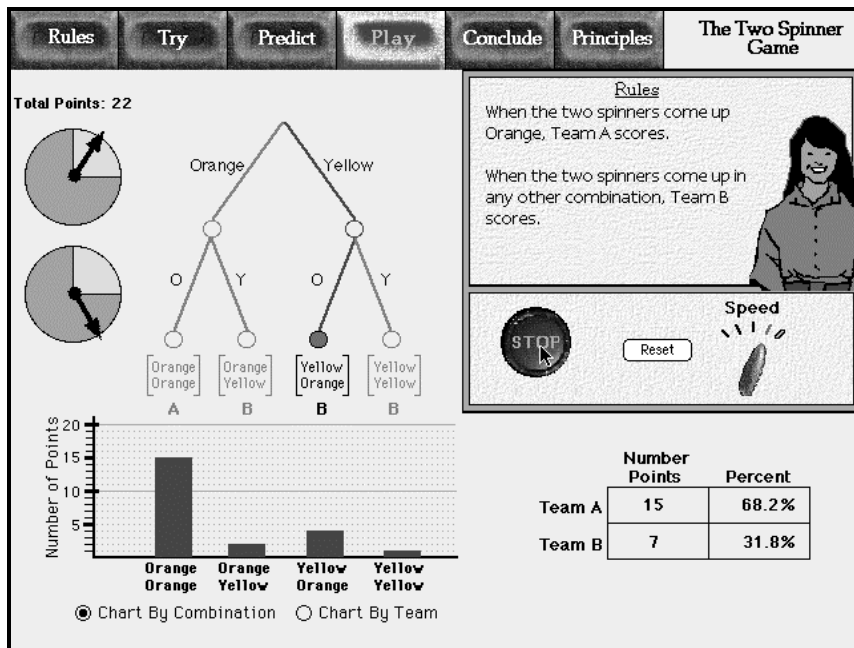 Rules Try Predict Play Conclude Principles The Two Spinner
Game
Total Points: 22
Rules
When the two spinners come up
Orange, Team A scores.
When the two spinners come up in
any other combination, Team B
scores.
Orange Yellow
O Y O Y
Orange Orange Yellow Yellow
Orange Yellow Orange Yellow
A B B B
STOP
Reset
Speed
Number of Points
20
15
10
5
Orange Orange Yellow Yellow
Orange Yellow Orange Yellow
Chart By Combination Chart By Team
Number
Points Percent
Team A 15 68.2%
Team B 7 31.8%